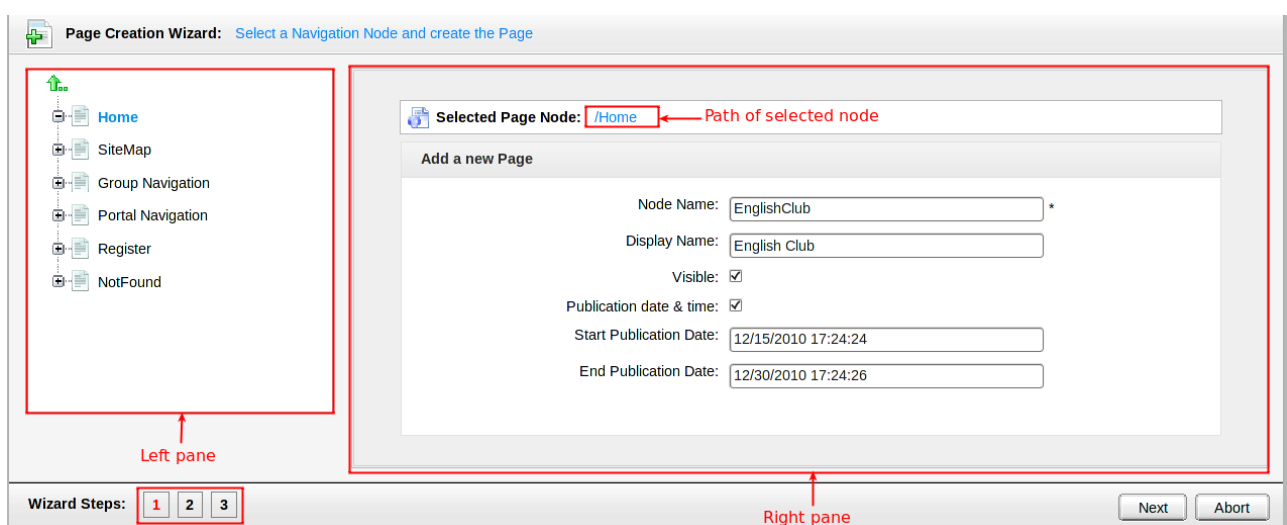 Page Creation Wizard: Select a Navigation Node and create the Page
Home
SiteMap
Group Navigation
Portal Navigation
Register
NotFound
Left pane
Selected Page Node: /Home Path of selected node
Add a new Page
Node Name: EnglishClub *
Display Name: English Club
Visible:
Publication date & time:
Start Publication Date: 12/15/2010 17:24:24
End Publication Date: 12/30/2010 17:24:26
Right pane
Wizard Steps: 1 2 3
Next Abort